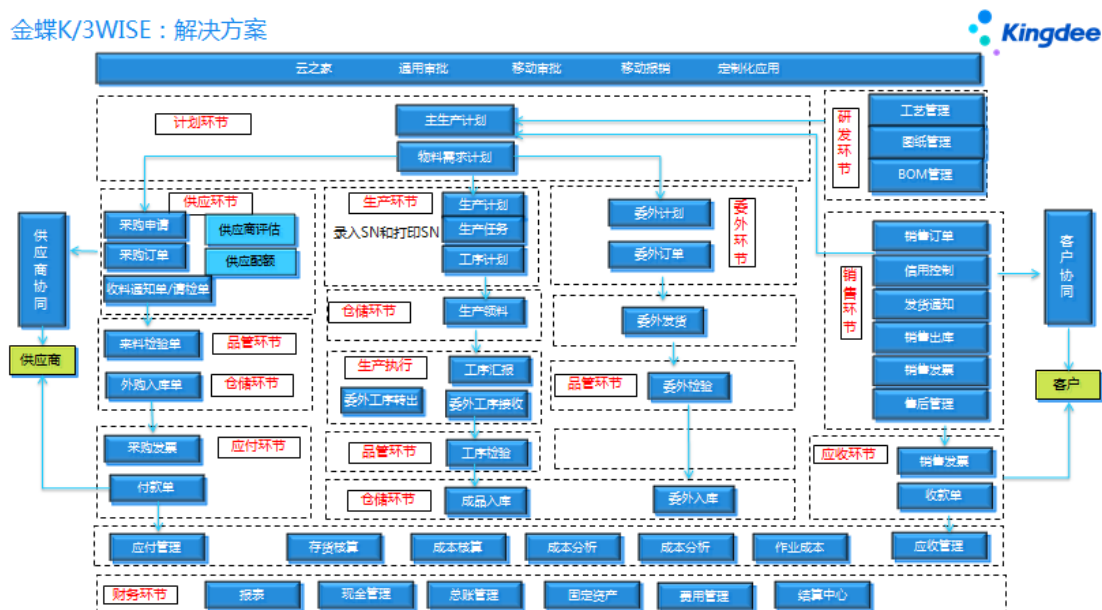 金蝶K/3WISE：解决方案
Kingdee
云之家 通用审批 移动审批 移动报销 定制化应用
计划环节
主生产计划
物料需求计划
研发环节
工艺管理
图纸管理
BOM管理
供应商协同
供应商
供应环节
采购申请
采购订单
收料通知单/请检单
供应商评估
供应配额
来料检验单
品管环节
外购入库单
仓储环节
采购发票
应付环节
付款单
生产环节
录入SN和打印SN
生产计划
生产任务
工序计划
仓储环节
生产领料
生产执行
工序汇报
委外工序转出
委外工序接收
品管环节
工序检验
仓储环节
成品入库
委外环节
委外计划
委外订单
委外发货
品管环节
委外检验
委外入库
销售环节
销售订单
信用控制
发货通知
销售出库
销售发票
售后管理
应收环节
销售发票
收款单
客户协同
客户
应付管理
存货核算
成本核算
成本分析
成本分析
作业成本
应收管理
财务环节
报表
现金管理
总账管理
固定资产
费用管理
结算中心